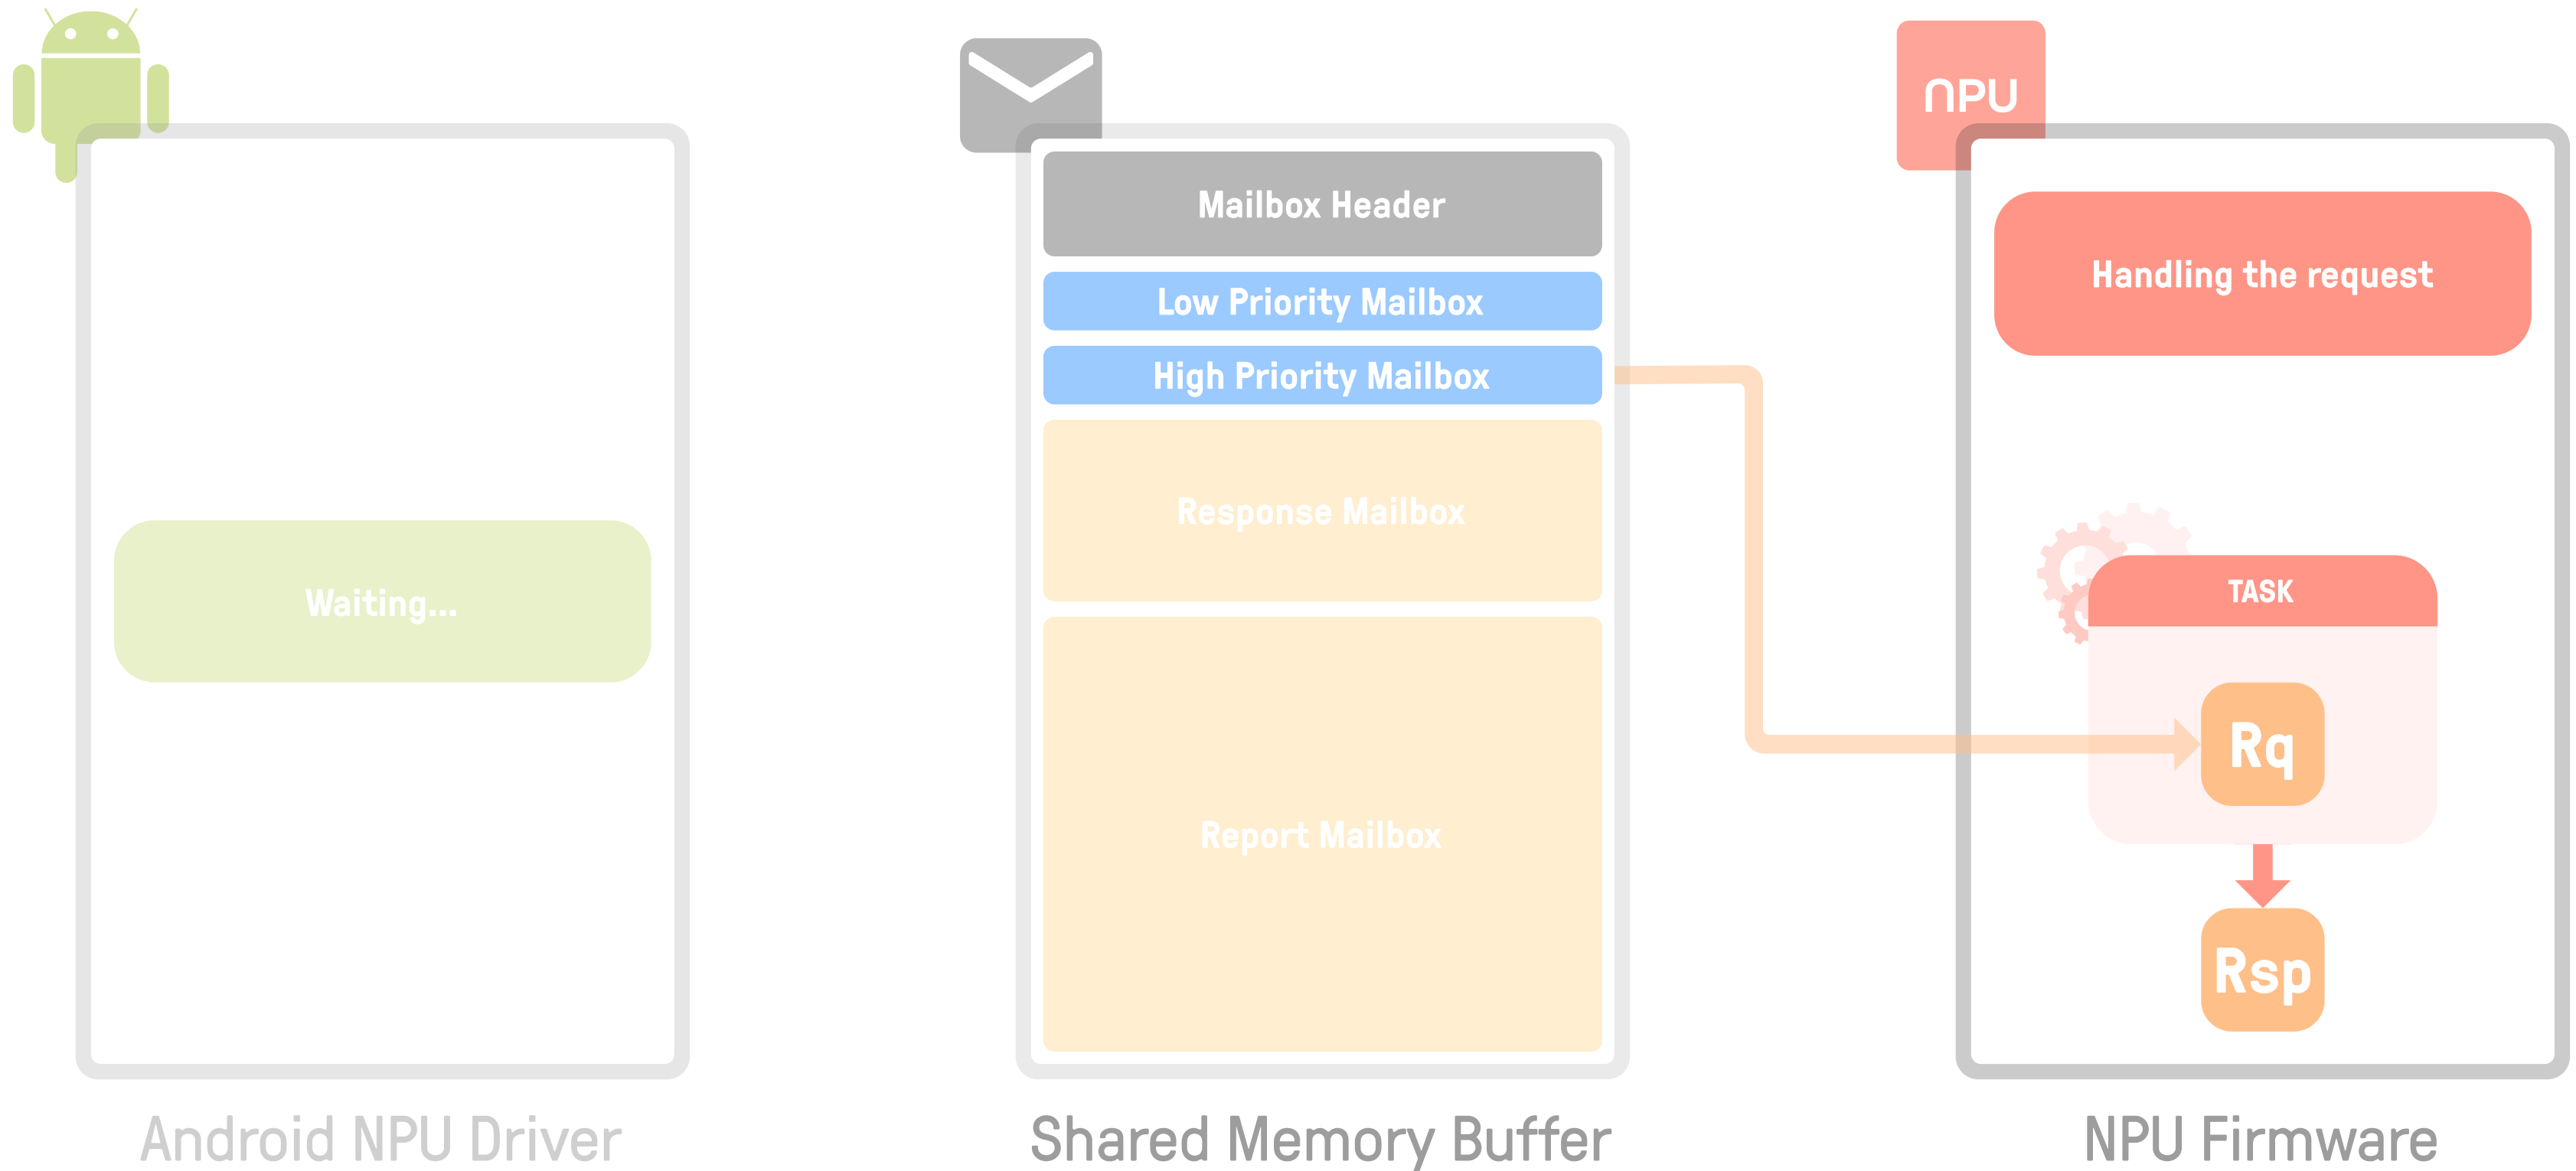 NPU
Mailbox Header
Low Priority Mailbox
High Priority Mailbox
Response Mailbox
Report Mailbox
Waiting...
Handling the request
TASK
Rq
Rsp
Android NPU Driver
Shared Memory Buffer
NPU Firmware